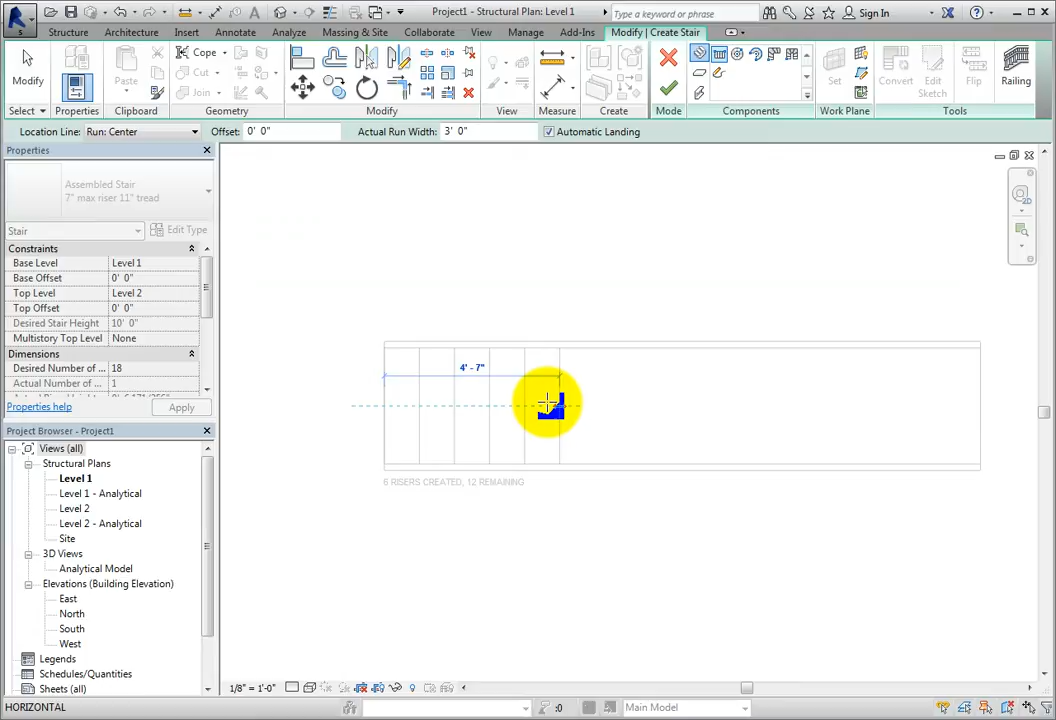 Project1 - Structural Plan: Level 1
Type a keyword or phrase
Sign In
S
Structure
Architecture
Insert
Annotate
Analyze
Massing & Site
Collaborate
View
Manage
Add-Ins
Modify | Create Stair
Modify
Paste
Cope
Cut
Join
Set
Convert
Edit
Sketch
Railing
Select
Properties
Clipboard
Geometry
Modify
View
Measure
Create
Mode
Components
Work Plane
Tools
Location Line: Run: Center
Offset: 0' 0"
Actual Run Width: 3' 0"
Automatic Landing
Properties
Assembled Stair
7" max riser 11" tread
Stair
Edit Type
Constraints
Base Level Level 1
Base Offset 0' 0"
Top Level Level 2
Top Offset 0' 0"
Desired Stair Height 10' 0"
Multistory Top Level None
Dimensions
Desired Number of ... 18
Actual Number of ... 1
Properties help
Apply
4' - 7"
6 RISERS CREATED, 12 REMAINING
Project Browser - Project1
Views (all)
Structural Plans
Level 1
Level 1 - Analytical
Level 2
Level 2 - Analytical
Site
3D Views
Analytical Model
Elevations (Building Elevation)
East
North
South
West
Legends
Schedules/Quantities
Sheets (all)
1/8" = 1'-0"
HORIZONTAL
:0
Main Model